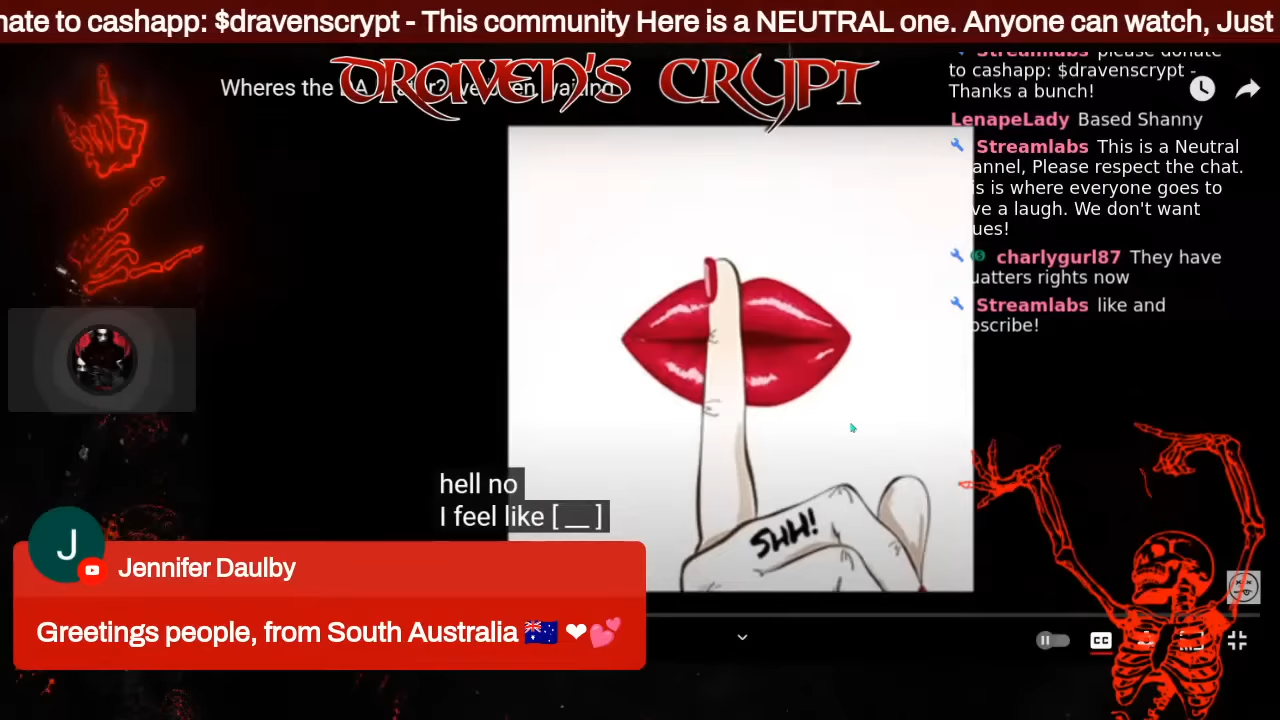 nate to cashapp: $dravenscrypt - This community Here is a NEUTRAL one. Anyone can watch, Just
Wheres the
DRAVEN'S CRYPT
Streamlabs please donate
to cashapp: $dravenscrypt -
Thanks a bunch!
LenapeLady Based Shanny
Streamlabs This is a Neutral
annel, Please respect the chat.
is is where everyone goes to
ve a laugh. We don't want
ues!
charlygurl87 They have
uatters rights now
Streamlabs like and
bscribe!
SHH!
hell no
I feel like [ __ ]
J
Jennifer Daulby
Greetings people, from South Australia 🇦🇺 ❤💕
CC